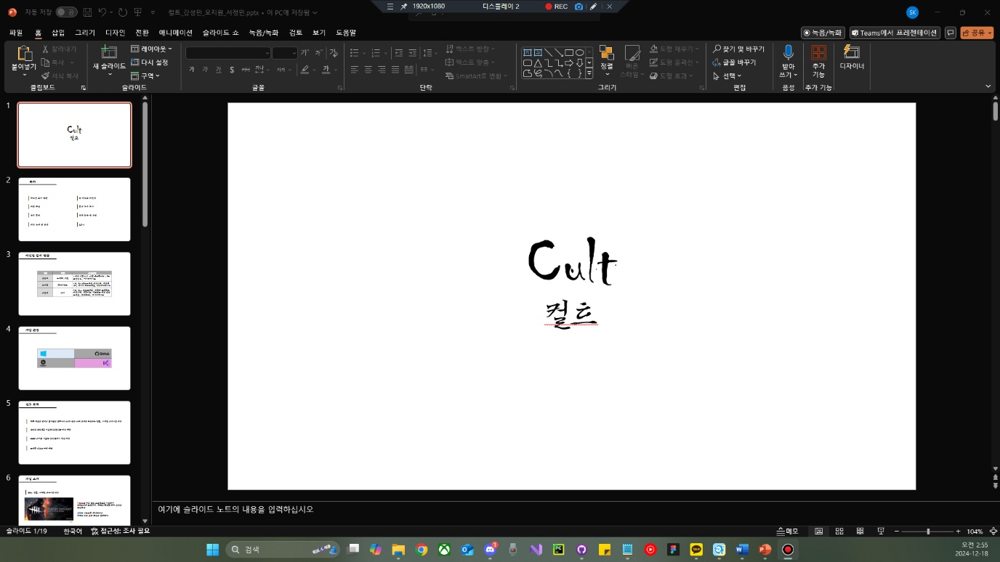 1920x1080
디스플레이 2
REC
자동 저장
끔
컬트_강성민_오지원_서정민.pptx • 이 PC에 저장됨
SK
파일
홈
삽입
그리기
디자인
전환
애니메이션
슬라이드 쇼
녹음/녹화
검토
보기
도움말
녹음/녹화
Teams에서 프레젠테이션
공유
붙여넣기
잘라내기
복사
서식 복사
클립보드
새 슬라이드
레이아웃
다시 설정
구역
슬라이드
글꼴
텍스트 방향
텍스트 맞춤
SmartArt로 변환
단락
정렬
빠른 스타일
도형 채우기
도형 윤곽선
도형 효과
그리기
찾기 및 바꾸기
글꼴 바꾸기
선택
편집
받아쓰기
음성
추가 기능
추가 기능
디자이너
1
Cult
컬트
2
목차
3
4
개발 환경
GitHub
5
6
게임 소개
Cult
컬트
여기에 슬라이드 노트의 내용을 입력하십시오
슬라이드 1/19
한국어
접근성: 조사 필요
메모
104%
검색
오전 2:55
2024-12-18